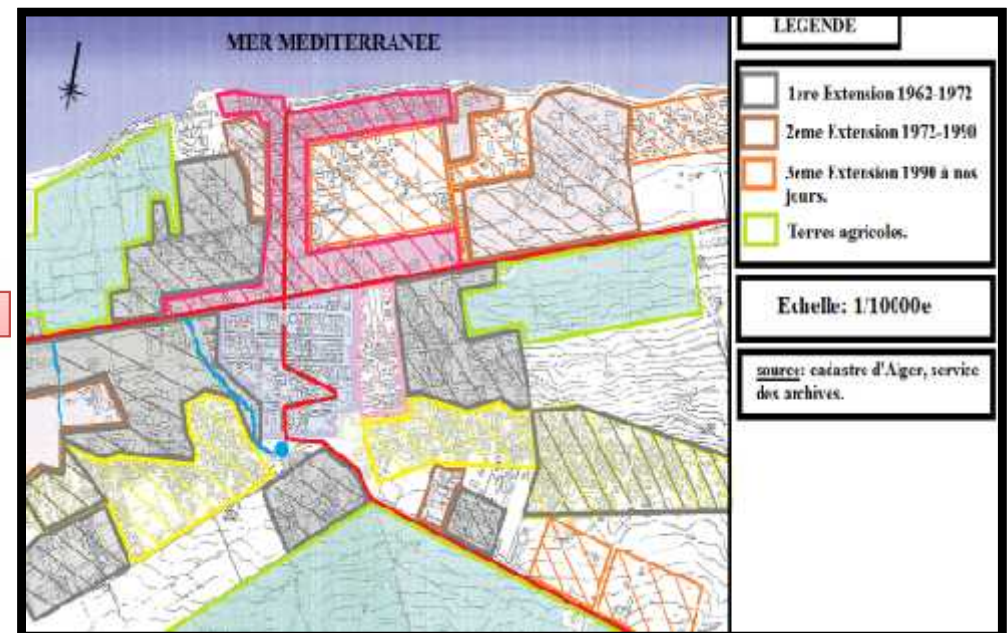 MER MEDITERRANEE
LEGENDE
1ere Extension 1962-1972
2eme Extension 1972-1990
3eme Extension 1990 à nos
jours.
Terres agricoles.
Echelle: 1/10000e
source: cadastre d'Alger, service
des archives.